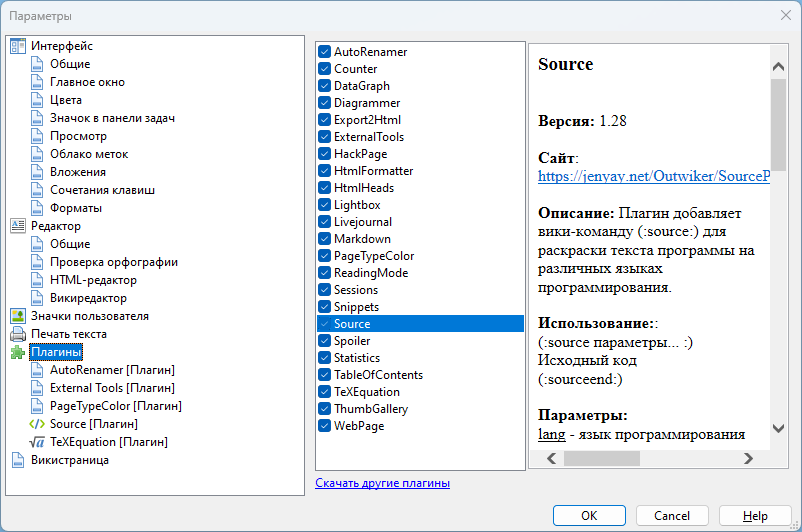 Параметры
Интерфейс
Общие
Главное окно
Цвета
Значок в панели задач
Просмотр
Облако меток
Вложения
Сочетания клавиш
Форматы
Редактор
Общие
Проверка орфографии
HTML-редактор
Викиредактор
Значки пользователя
Печать текста
Плагины
AutoRenamer [Плагин]
External Tools [Плагин]
PageTypeColor [Плагин]
Source [Плагин]
TeXEquation [Плагин]
Викистраница
AutoRenamer
Counter
DataGraph
Diagrammer
Export2Html
ExternalTools
HackPage
HtmlFormatter
HtmlHeads
Lightbox
Livejournal
Markdown
PageTypeColor
ReadingMode
Sessions
Snippets
Source
Spoiler
Statistics
TableOfContents
TeXEquation
ThumbGallery
WebPage
Скачать другие плагины
Source
Версия: 1.28
Сайт:
https://jenyay.net/Outwiker/SourceP
Описание: Плагин добавляет
вики-команду (:source:) для
раскраски текста программы на
различных языках
программирования.
Использование::
(:source параметры... :)
Исходный код
(:sourceend:)
Параметры:
lang - язык программирования
OK
Cancel
Help